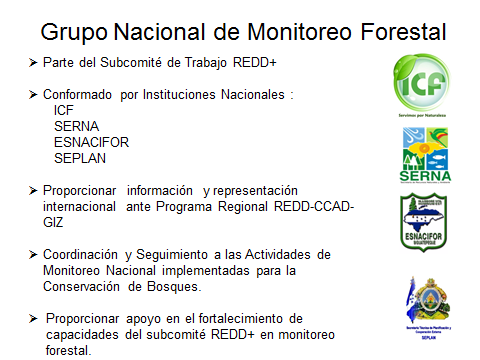 Grupo Nacional de Monitoreo Forestal
➢ Parte del Subcomité de Trabajo REDD+
➢ Conformado por Instituciones Nacionales :
ICF
SERNA
ESNACIFOR
SEPLAN
➢ Proporcionar información y representación
internacional ante Programa Regional REDD-CCAD-
GIZ
➢ Coordinación y Seguimiento a las Actividades de
Monitoreo Nacional implementadas para la
Conservación de Bosques.
➢ Proporcionar apoyo en el fortalecimiento de
capacidades del subcomité REDD+ en monitoreo
forestal.
ICF
Servimos por Naturaleza
SERNA
ESNACIFOR
SIGUATEPEQUE
Secretaría Técnica de Planificación y
Cooperación Externa
SEPLAN